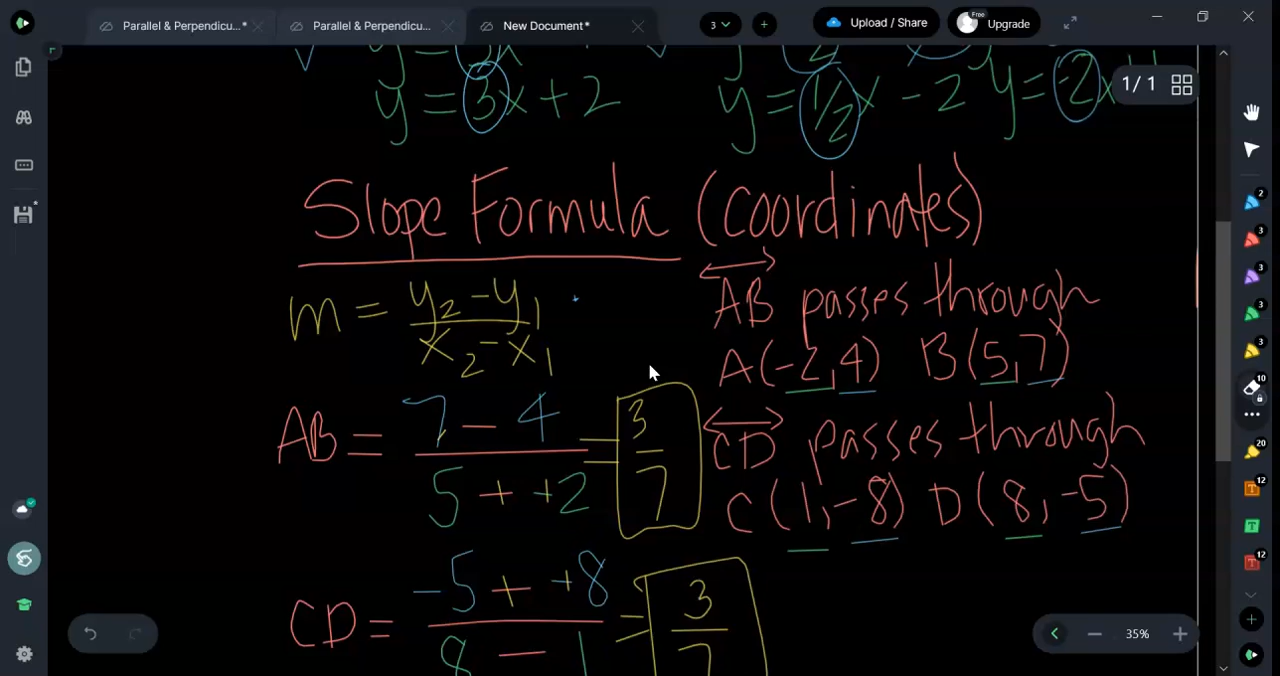 Parallel & Perpendicu...* Parallel & Perpendicu... New Document* 3 Upload / Share Free Upgrade
1/1
y = 3x + 2 y = 1/2x - 2 y = 2x
Slope Formula (Coordinates)
m = y2 - y1 / x2 - x1
AB passes through
A(-2,4) B(5,7)
AB = 7 - 4 / 5 + +2 = 3/7
CD passes through
C(1,-8) D(8,-5)
CD = -5 + +8 / 8 - 1 = 3/7
35%